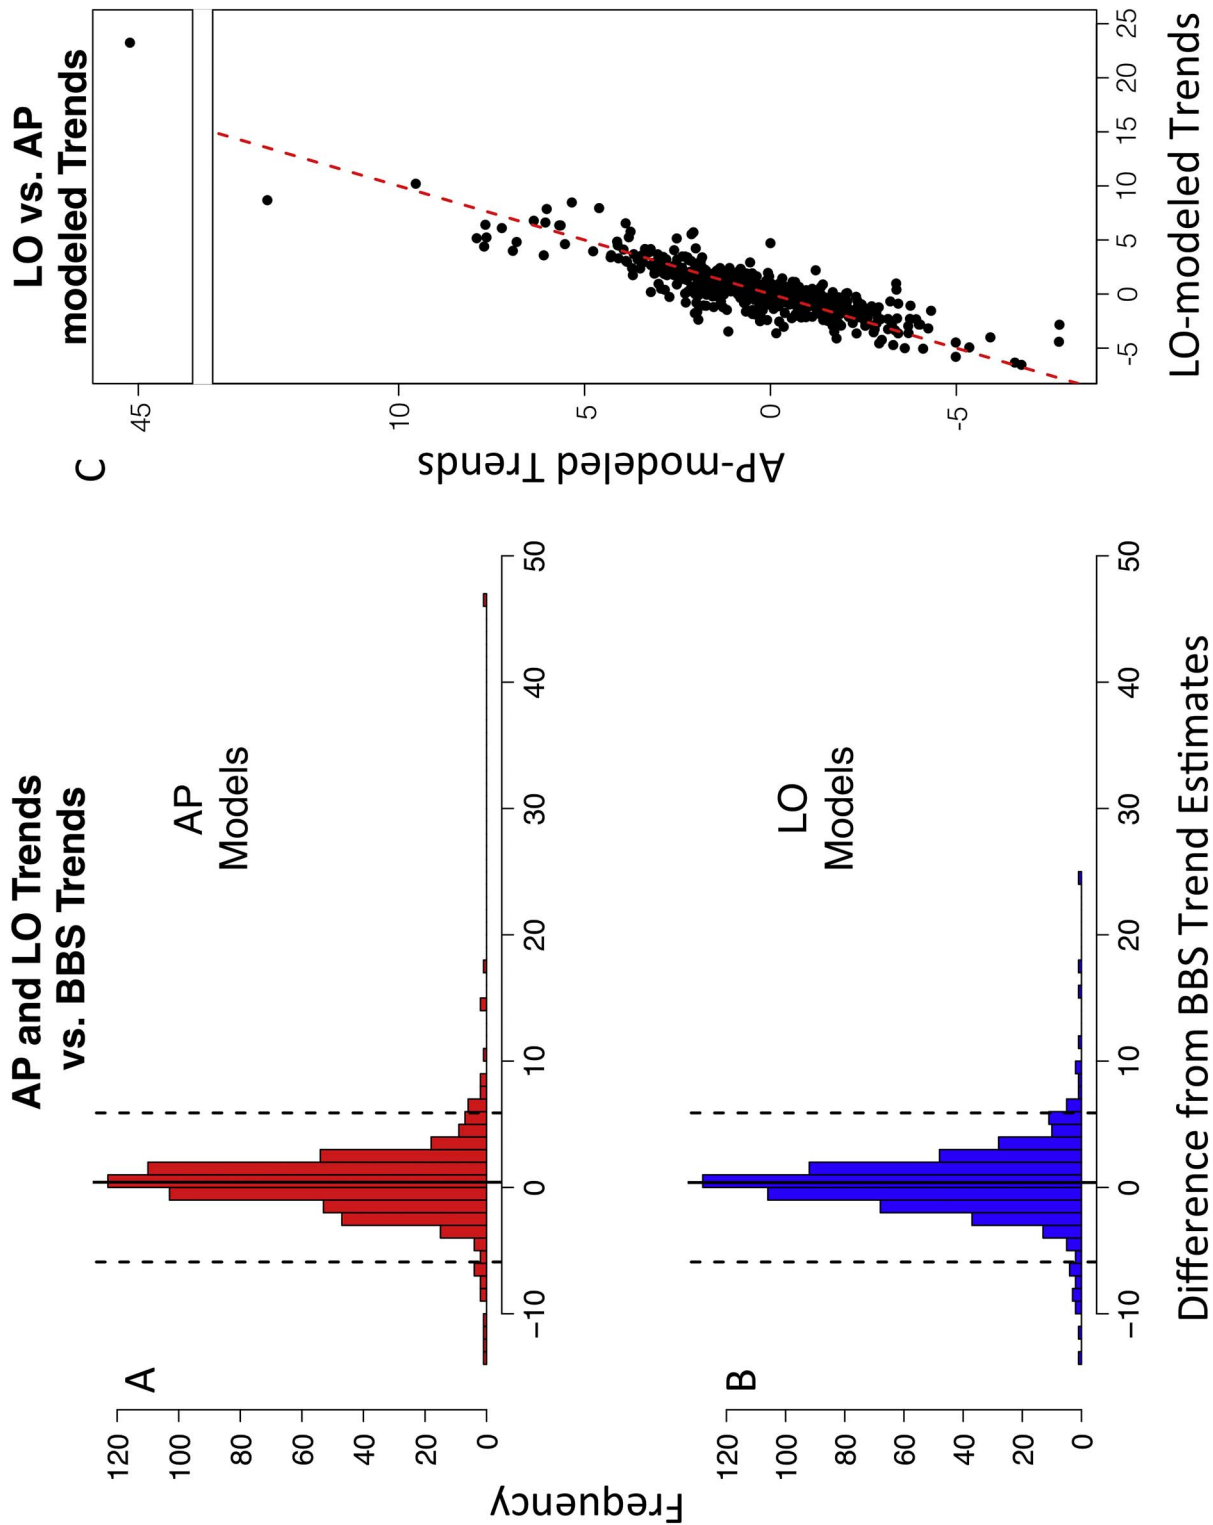 AP and LO Trends
vs. BBS Trends
A
AP
Models
120
100
80
60
40
20
0
-10
0
10
20
30
40
50
B
LO
Models
120
100
80
60
40
20
0
-10
0
10
20
30
40
50
Frequency
Difference from BBS Trend Estimates
LO vs. AP
modeled Trends
C
45
10
5
0
-5
AP-modeled Trends
-5
0
5
10
15
20
25
LO-modeled Trends